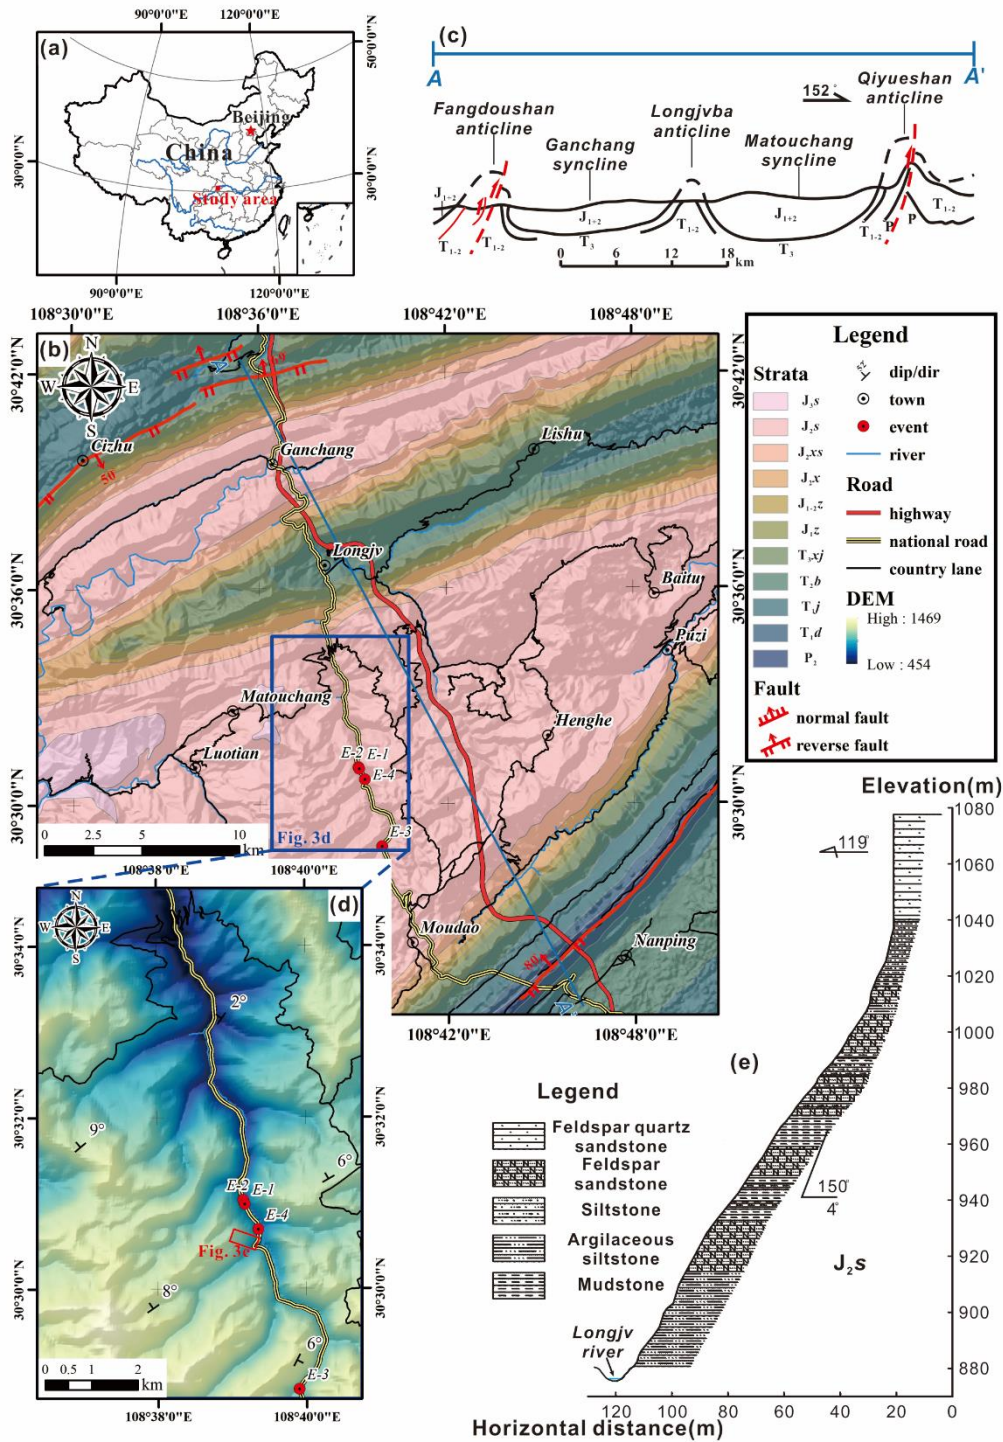 (a)
90°0'0"E
120°0'0"E
50°0'0"N
30°0'0"N
30°0'0"N
Beijing
China
Study area
90°0'0"E
120°0'0"E
(c)
A
A'
152°
Fangdoushan
anticline
Ganchang
syncline
Longjvba
anticline
Matouchang
syncline
Qiyueshan
anticline
J₁₊₂
T₁₋₂
T₁₋₂
J₁₊₂
T₃
T₁₋₂
J₁₊₂
T₃
T₁₋₂
P
P
T₁₋₂
0
6
12
18
km
108°30'0"E
108°36'0"E
108°42'0"E
108°48'0"E
(b)
N
W
E
S
30°42'0"N
30°42'0"N
30°36'0"N
30°36'0"N
30°30'0"N
30°30'0"N
A
69
Cizhu
50
Ganchang
Lishu
Longjv
Baitu
Puzi
Matouchang
Luotian
Henghe
E-2
E-1
E-4
E-3
Fig. 3d
0
2.5
5
10
km
Moudao
Nanping
80
A'
108°42'0"E
108°48'0"E
Legend
Strata
J₃s
J₂s
J₂xs
J₂x
J₁₋₂z
J₁z
T₃xj
T₂b
T₁j
T₁d
P₂
dip/dir
town
event
river
Road
highway
national road
country lane
DEM
High : 1469
Low : 454
Fault
normal fault
reverse fault
108°38'0"E
108°40'0"E
(d)
N
W
E
S
30°34'0"N
30°34'0"N
30°32'0"N
30°32'0"N
30°30'0"N
30°30'0"N
2°
9°
6°
E-2
E-1
E-4
8°
6°
E-3
0
0.5
1
2
km
108°38'0"E
108°40'0"E
Elevation(m)
1080
1060
1040
1020
1000
980
960
940
920
900
880
119°
(e)
150°
4°
J₂s
Legend
Feldspar quartz
sandstone
Feldspar
sandstone
Siltstone
Argilaceous
siltstone
Mudstone
Longjv
river
120
100
80
60
40
20
0
Horizontal distance(m)